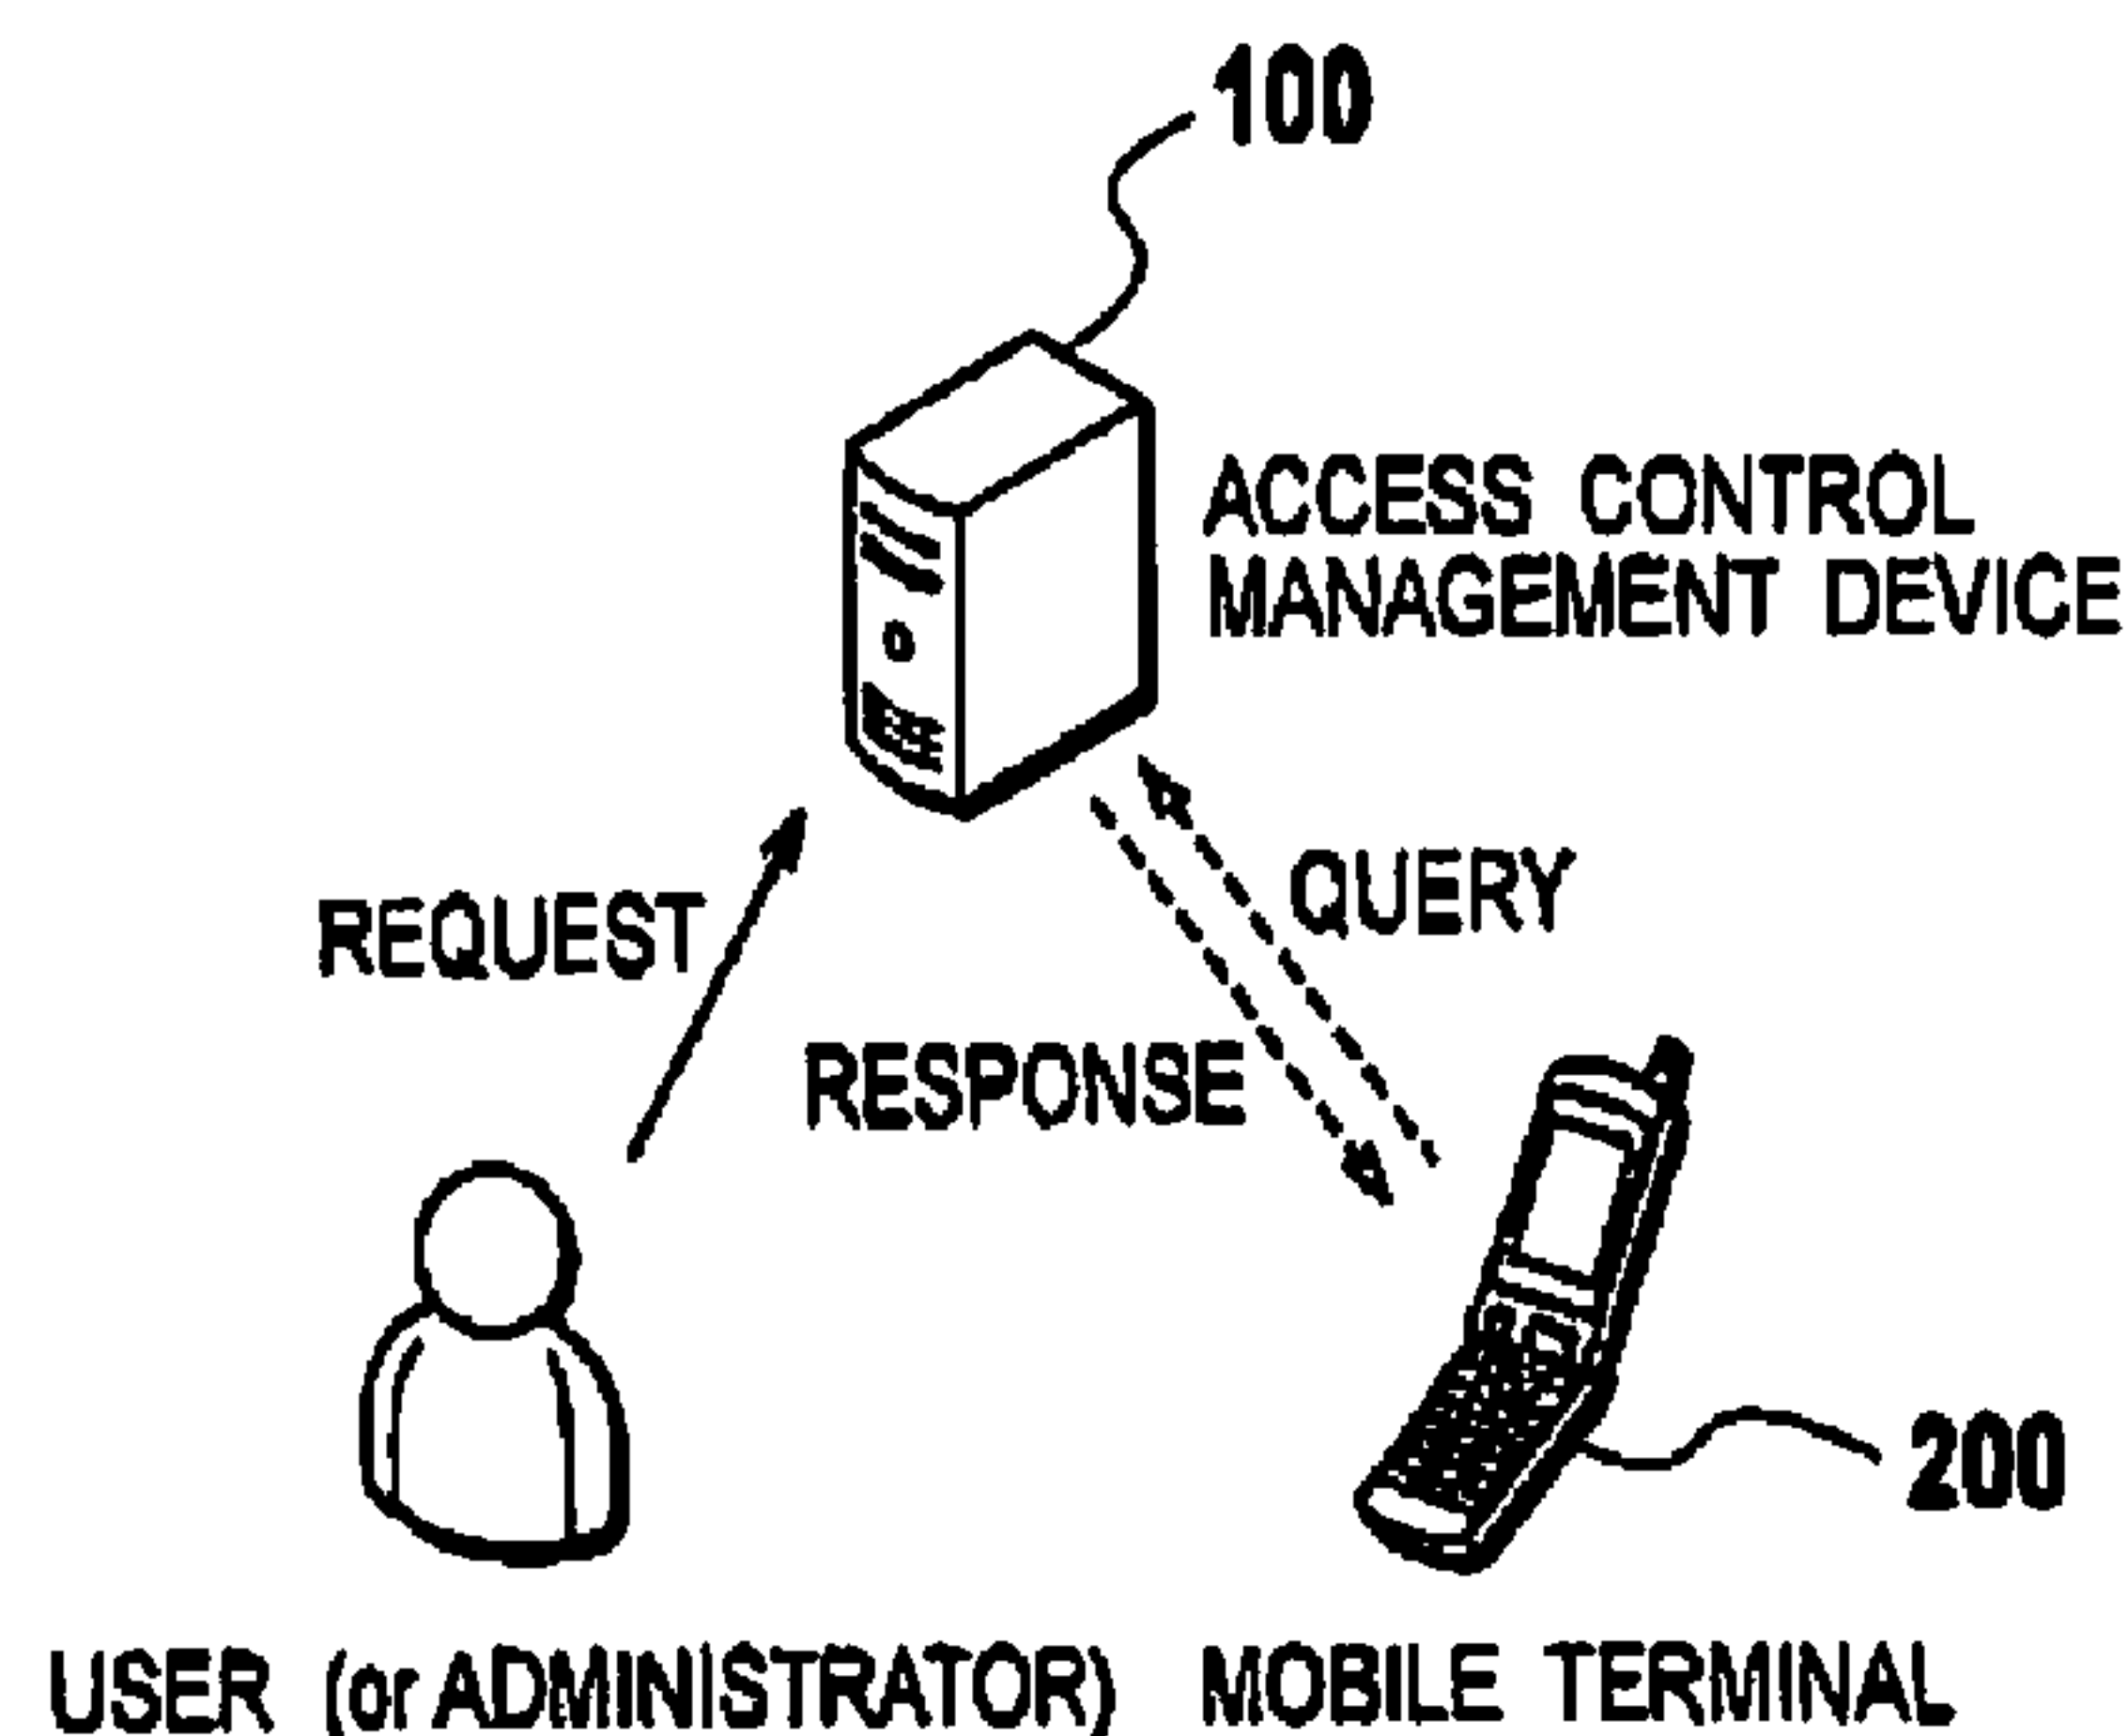 100
ACCESS CONTROL
MANAGEMENT DEVICE
QUERY
REQUEST
RESPONSE
200
USER (or ADMINISTRATOR)
MOBILE TERMINAL